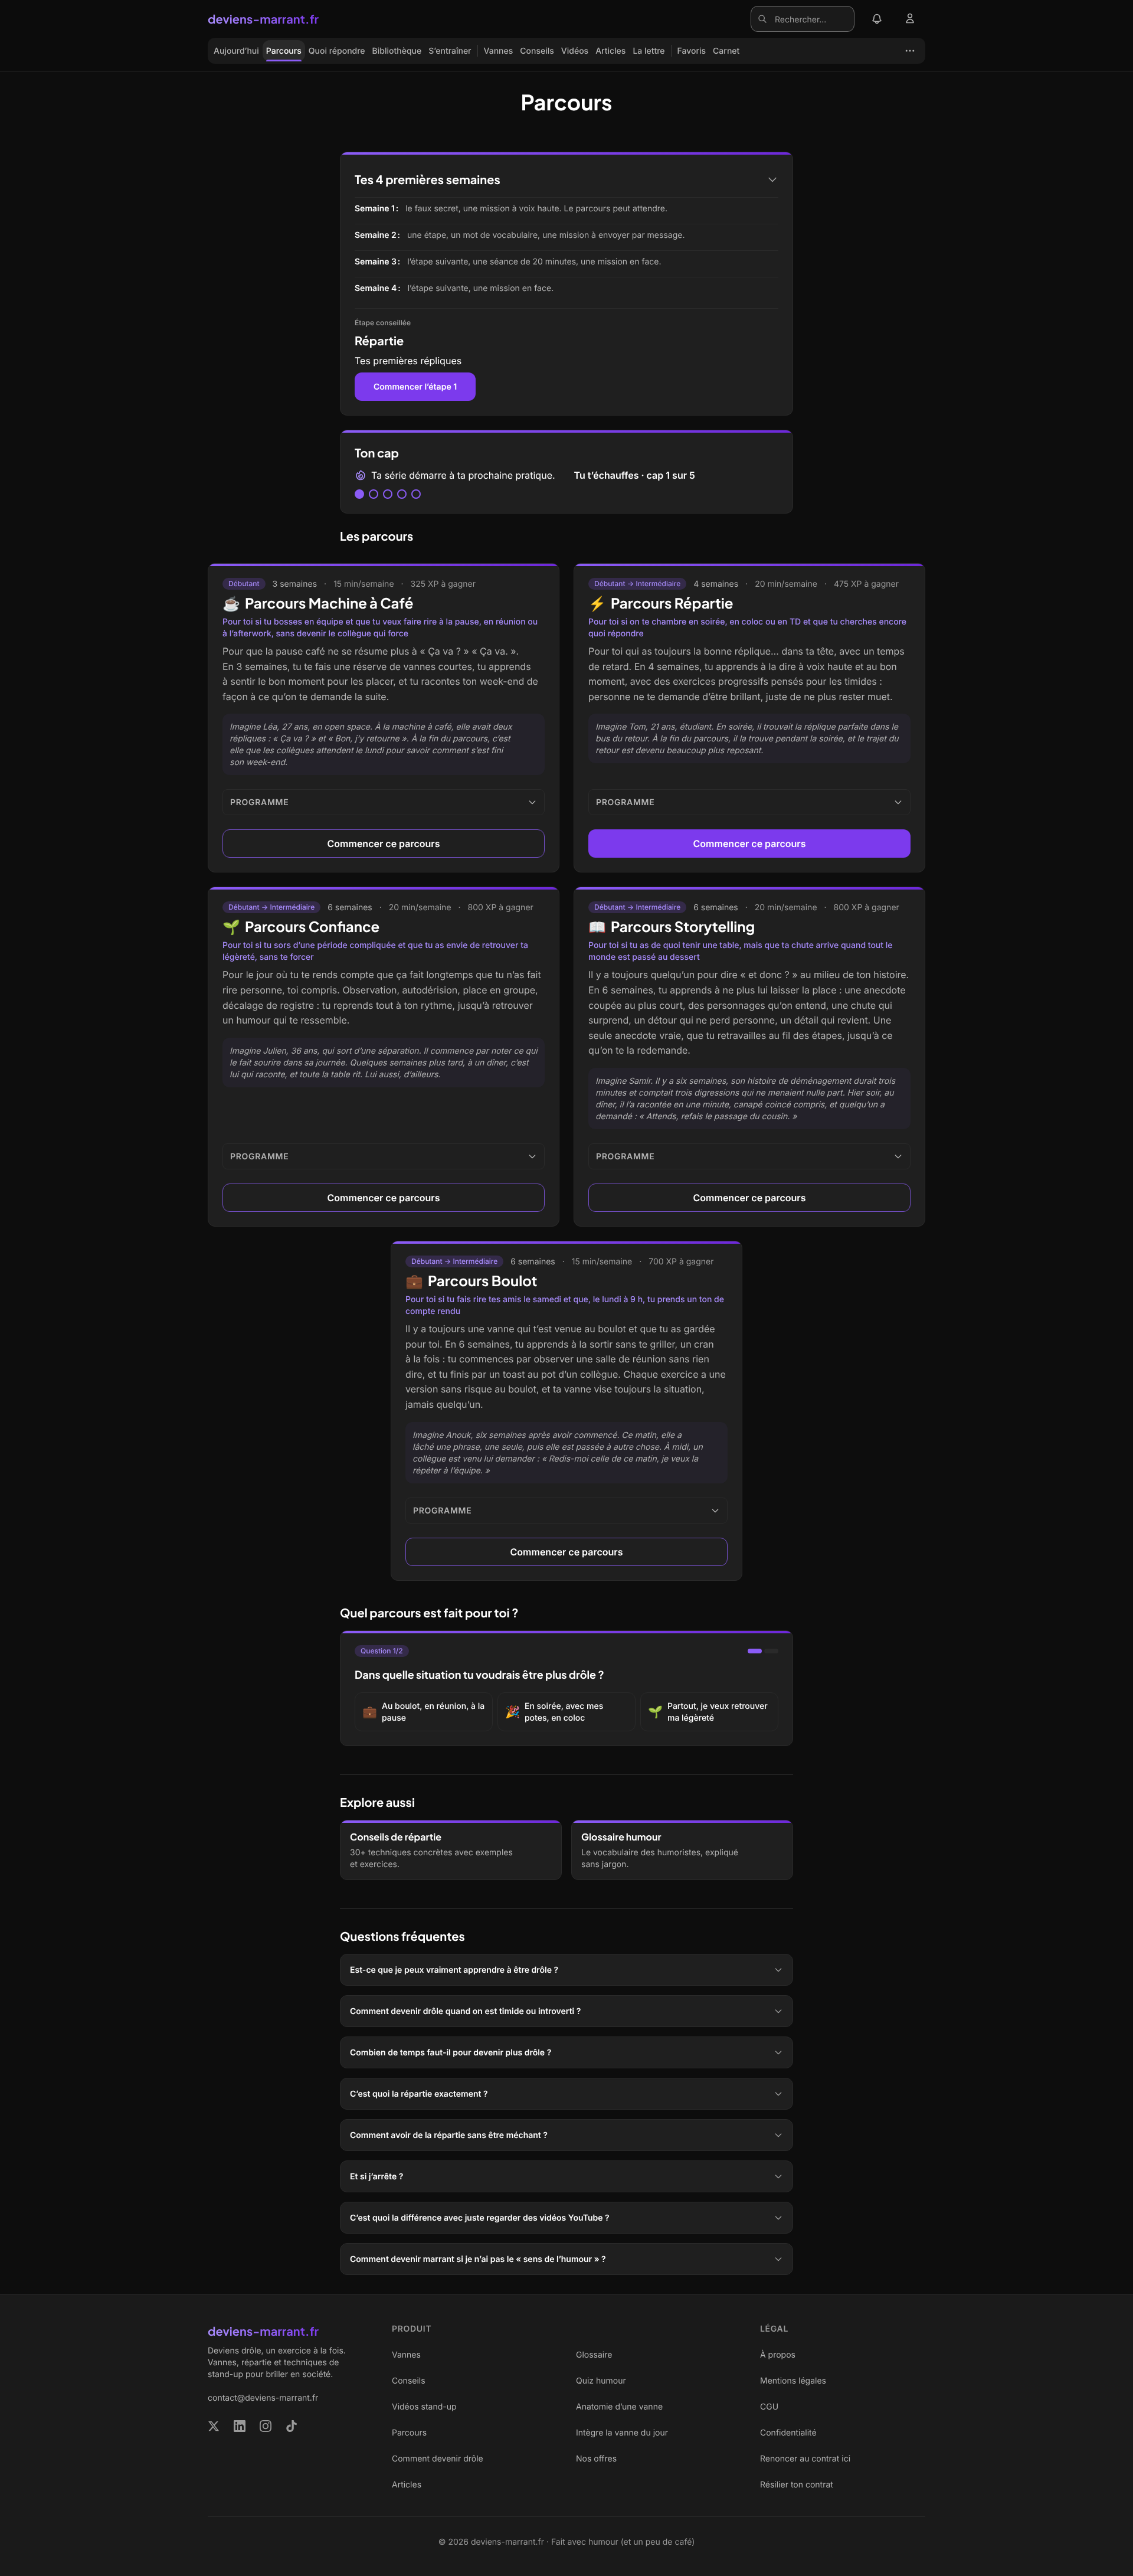 deviens-marrant.fr
Rechercher...
Aujourd'hui Parcours Quoi répondre Bibliothèque S'entraîner Vannes Conseils Vidéos Articles La lettre Favoris Carnet
Parcours
Tes 4 premières semaines
Semaine 1 : le faux secret, une mission à voix haute. Le parcours peut attendre.
Semaine 2 : une étape, un mot de vocabulaire, une mission à envoyer par message.
Semaine 3 : l'étape suivante, une séance de 20 minutes, une mission en face.
Semaine 4 : l'étape suivante, une mission en face.
Étape conseillée
Répartie
Tes premières répliques
Commencer l'étape 1
Ton cap
Ta série démarre à ta prochaine pratique. Tu t'échauffes · cap 1 sur 5
Les parcours
Débutant 3 semaines · 15 min/semaine · 325 XP à gagner
☕ Parcours Machine à Café
Pour toi si tu bosses en équipe et que tu veux faire rire à la pause, en réunion ou
à l'afterwork, sans devenir le collègue qui force
Pour que la pause café ne se résume plus à « Ça va ? » « Ça va. ».
En 3 semaines, tu te fais une réserve de vannes courtes, tu apprends
à sentir le bon moment pour les placer, et tu racontes ton week-end de
façon à ce qu'on te demande la suite.
Imagine Léa, 27 ans, en open space. À la machine à café, elle avait deux
répliques : « Ça va ? » et « Bon, j'y retourne ». À la fin du parcours, c'est
elle que les collègues attendent le lundi pour savoir comment s'est fini
son week-end.
PROGRAMME
Commencer ce parcours
Débutant → Intermédiaire 4 semaines · 20 min/semaine · 475 XP à gagner
⚡ Parcours Répartie
Pour toi si on te chambre en soirée, en coloc ou en TD et que tu cherches encore
quoi répondre
Pour toi qui as toujours la bonne réplique… dans ta tête, avec un temps
de retard. En 4 semaines, tu apprends à la dire à voix haute et au bon
moment, avec des exercices progressifs pensés pour les timides :
personne ne te demande d'être brillant, juste de ne plus rester muet.
Imagine Tom, 21 ans, étudiant. En soirée, il trouvait la réplique parfaite dans le
bus du retour. À la fin du parcours, il la trouve pendant la soirée, et le trajet du
retour est devenu beaucoup plus reposant.
PROGRAMME
Commencer ce parcours
Débutant → Intermédiaire 6 semaines · 20 min/semaine · 800 XP à gagner
🌱 Parcours Confiance
Pour toi si tu sors d'une période compliquée et que tu as envie de retrouver ta
légèreté, sans te forcer
Pour le jour où tu te rends compte que ça fait longtemps que tu n'as fait
rire personne, toi compris. Observation, autodérision, place en groupe,
décalage de registre : tu reprends tout à ton rythme, jusqu'à retrouver
un humour qui te ressemble.
Imagine Julien, 36 ans, qui sort d'une séparation. Il commence par noter ce qui
le fait sourire dans sa journée. Quelques semaines plus tard, à un dîner, c'est
lui qui raconte, et toute la table rit. Lui aussi, d'ailleurs.
PROGRAMME
Commencer ce parcours
Débutant → Intermédiaire 6 semaines · 20 min/semaine · 800 XP à gagner
📖 Parcours Storytelling
Pour toi si tu as de quoi tenir une table, mais que ta chute arrive quand tout le
monde est passé au dessert
Il y a toujours quelqu'un pour dire « et donc ? » au milieu de ton histoire.
En 6 semaines, tu apprends à ne plus lui laisser la place : une anecdote
coupée au plus court, des personnages qu'on entend, une chute qui
surprend, un détour qui ne perd personne, un détail qui revient. Une
seule anecdote vraie, que tu retravailles au fil des étapes, jusqu'à ce
qu'on te la redemande.
Imagine Samir. Il y a six semaines, son histoire de déménagement durait trois
minutes et comptait trois digressions qui ne menaient nulle part. Hier soir, au
dîner, il l'a racontée en une minute, canapé coincé compris, et quelqu'un a
demandé : « Attends, refais le passage du cousin. »
PROGRAMME
Commencer ce parcours
Débutant → Intermédiaire 6 semaines · 15 min/semaine · 700 XP à gagner
💼 Parcours Boulot
Pour toi si tu fais rire tes amis le samedi et que, le lundi à 9 h, tu prends un ton de
compte rendu
Il y a toujours une vanne qui t'est venue au boulot et que tu as gardée
pour toi. En 6 semaines, tu apprends à la sortir sans te griller, un cran
à la fois : tu commences par observer une salle de réunion sans rien
dire, et tu finis par un toast au pot d'un collègue. Chaque exercice a une
version sans risque au boulot, et ta vanne vise toujours la situation,
jamais quelqu'un.
Imagine Anouk, six semaines après avoir commencé. Ce matin, elle a
lâché une phrase, une seule, puis elle est passée à autre chose. À midi, un
collègue est venu lui demander : « Redis-moi celle de ce matin, je veux la
répéter à l'équipe. »
PROGRAMME
Commencer ce parcours
Quel parcours est fait pour toi ?
Question 1/2
Dans quelle situation tu voudrais être plus drôle ?
💼 Au boulot, en réunion, à la
pause
🎉 En soirée, avec mes
potes, en coloc
🌱 Partout, je veux retrouver
ma légèreté
Explore aussi
Conseils de répartie
30+ techniques concrètes avec exemples
et exercices.
Glossaire humour
Le vocabulaire des humoristes, expliqué
sans jargon.
Questions fréquentes
Est-ce que je peux vraiment apprendre à être drôle ?
Comment devenir drôle quand on est timide ou introverti ?
Combien de temps faut-il pour devenir plus drôle ?
C'est quoi la répartie exactement ?
Comment avoir de la répartie sans être méchant ?
Et si j'arrête ?
C'est quoi la différence avec juste regarder des vidéos YouTube ?
Comment devenir marrant si je n'ai pas le « sens de l'humour » ?
deviens-marrant.fr
Deviens drôle, un exercice à la fois.
Vannes, répartie et techniques de
stand-up pour briller en société.
contact@deviens-marrant.fr
PRODUIT
Vannes
Conseils
Vidéos stand-up
Parcours
Comment devenir drôle
Articles
Glossaire
Quiz humour
Anatomie d'une vanne
Intègre la vanne du jour
Nos offres
LÉGAL
À propos
Mentions légales
CGU
Confidentialité
Renoncer au contrat ici
Résilier ton contrat
© 2026 deviens-marrant.fr · Fait avec humour (et un peu de café)